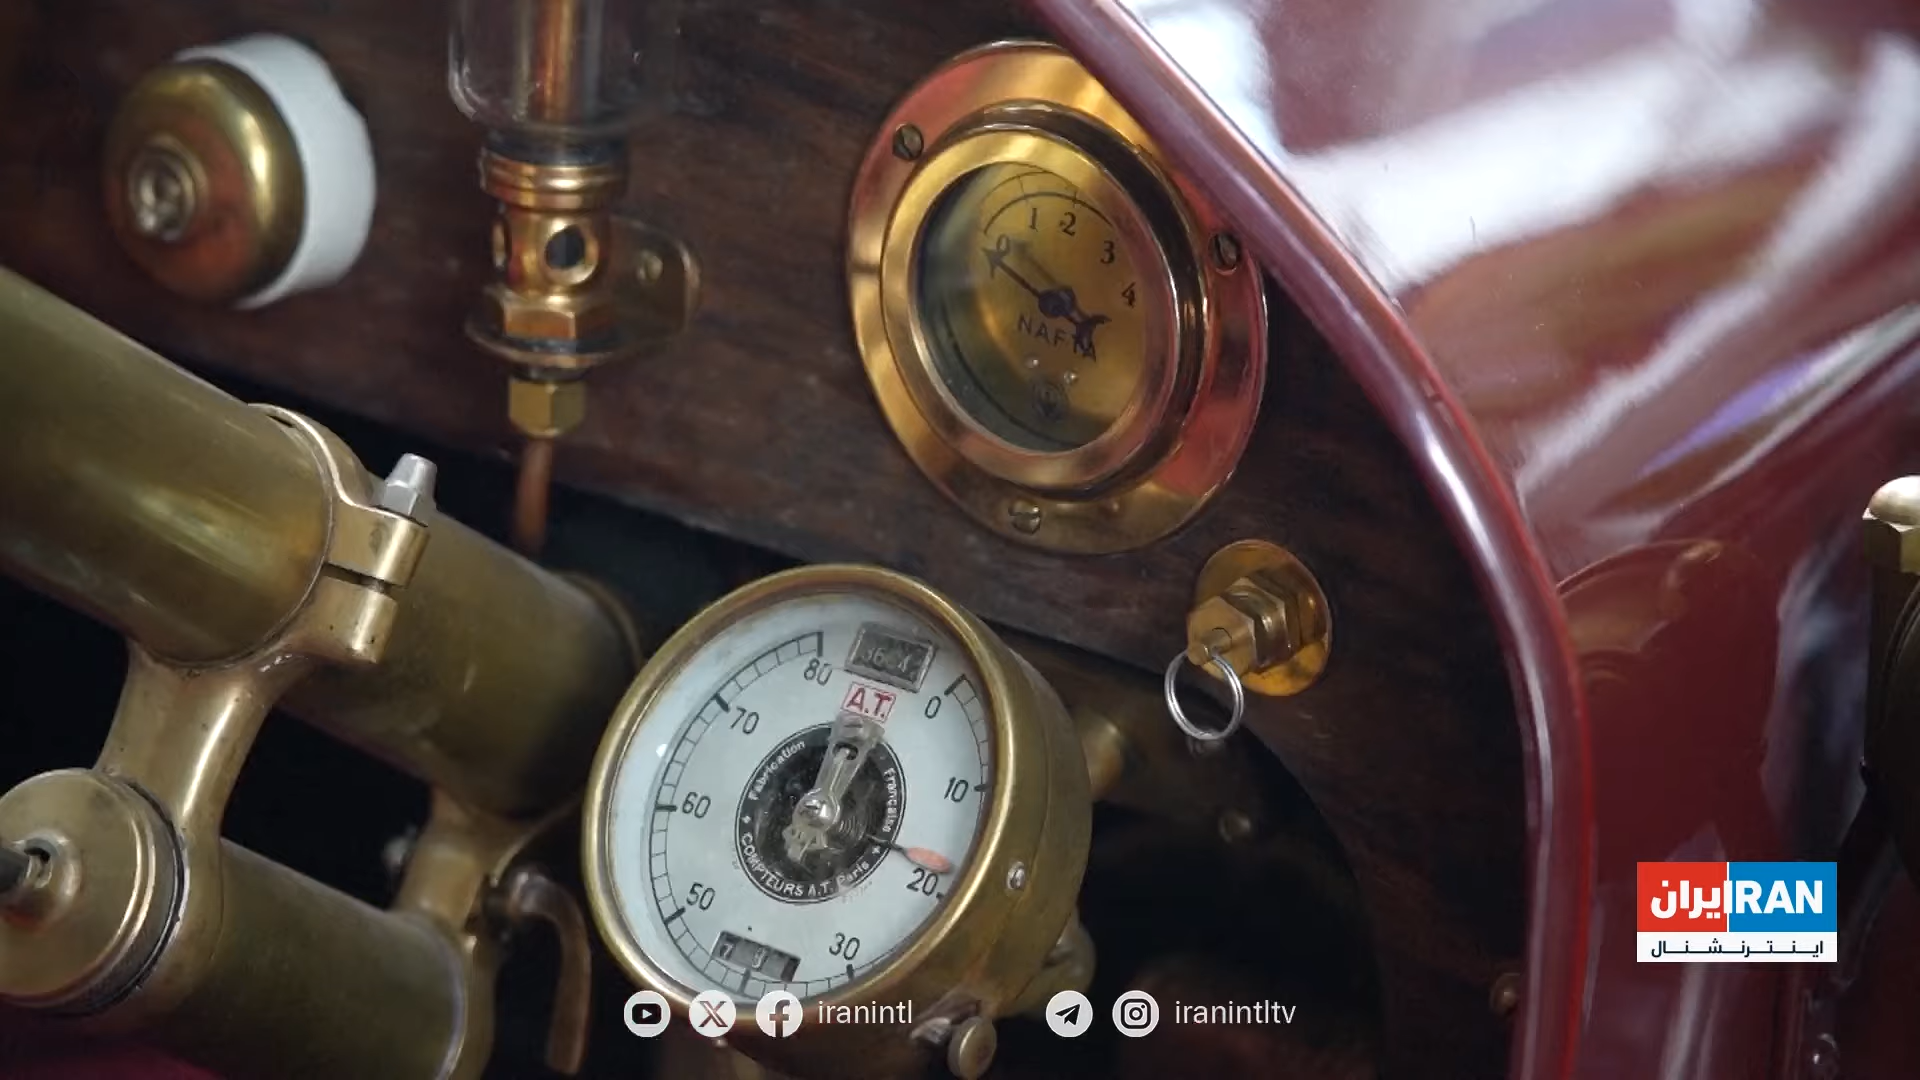 0 1 2 3 4
NAFTA
80
A.T.
0
70
Fabrication Française
10
60
COMPTEURS A.T. Paris
20
50
30
ایران IRAN
اینترنشنال
iranintl
iranintltv